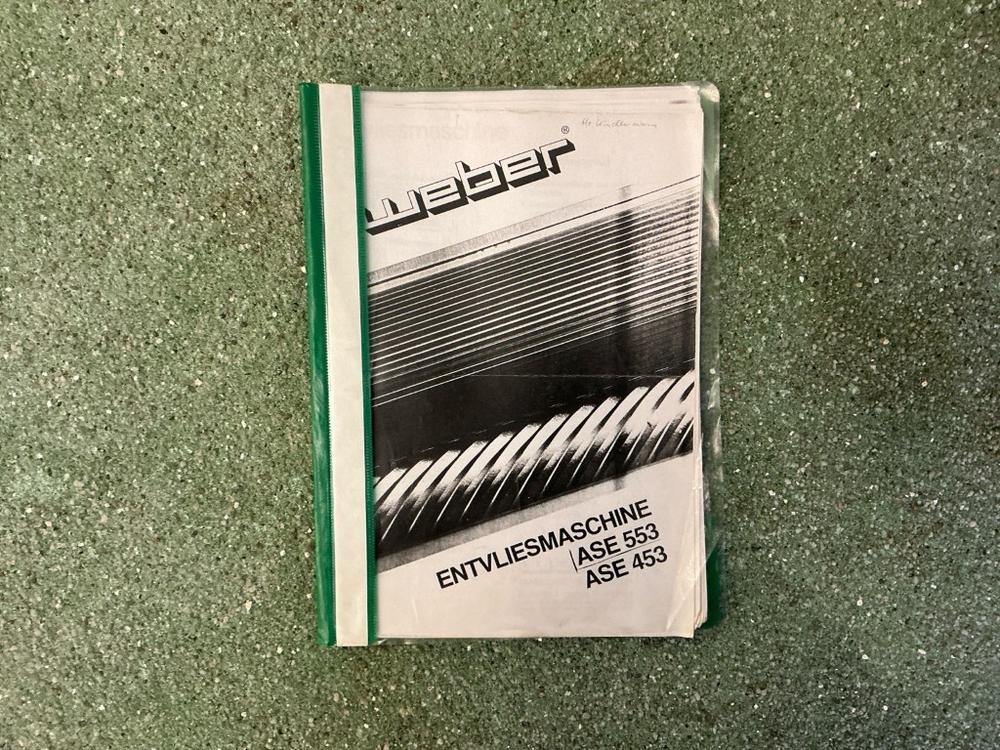 weber®
ENTVLIESMASCHINE
ASE 553
ASE 453